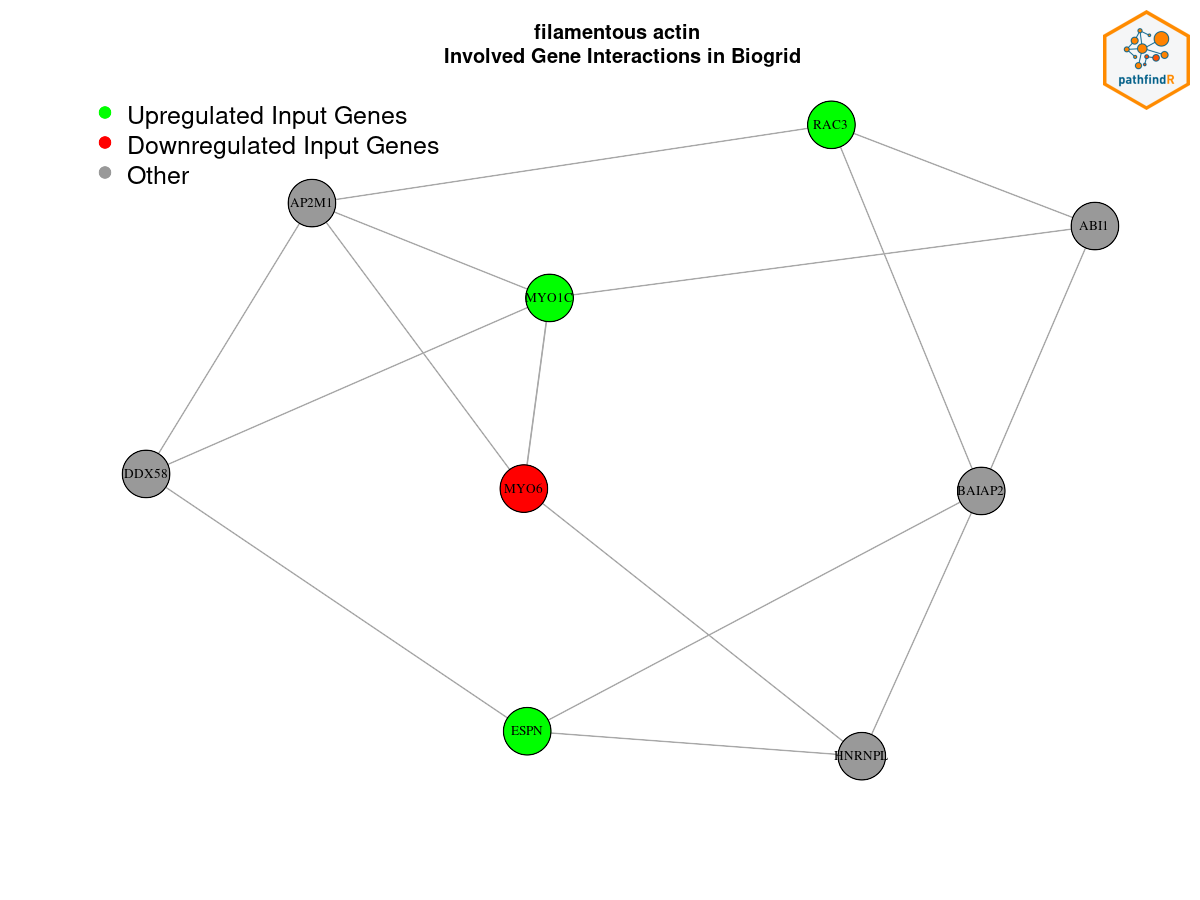 filamentous actin
Involved Gene Interactions in Biogrid
pathfindR
Upregulated Input Genes
Downregulated Input Genes
Other
RAC3
AP2M1
ABI1
MYO1C
DDX58
MYO6
BAIAP2
ESPN
HNRNPL